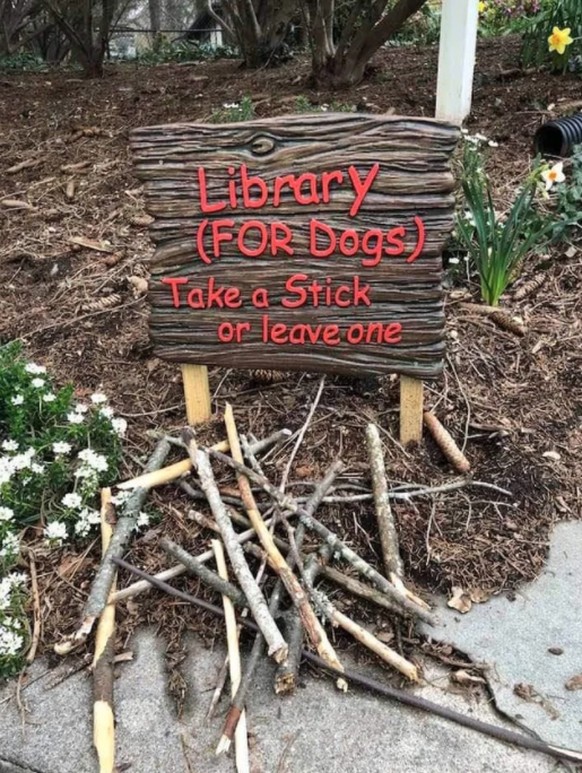 Library
(FOR Dogs)
Take a Stick
or leave one